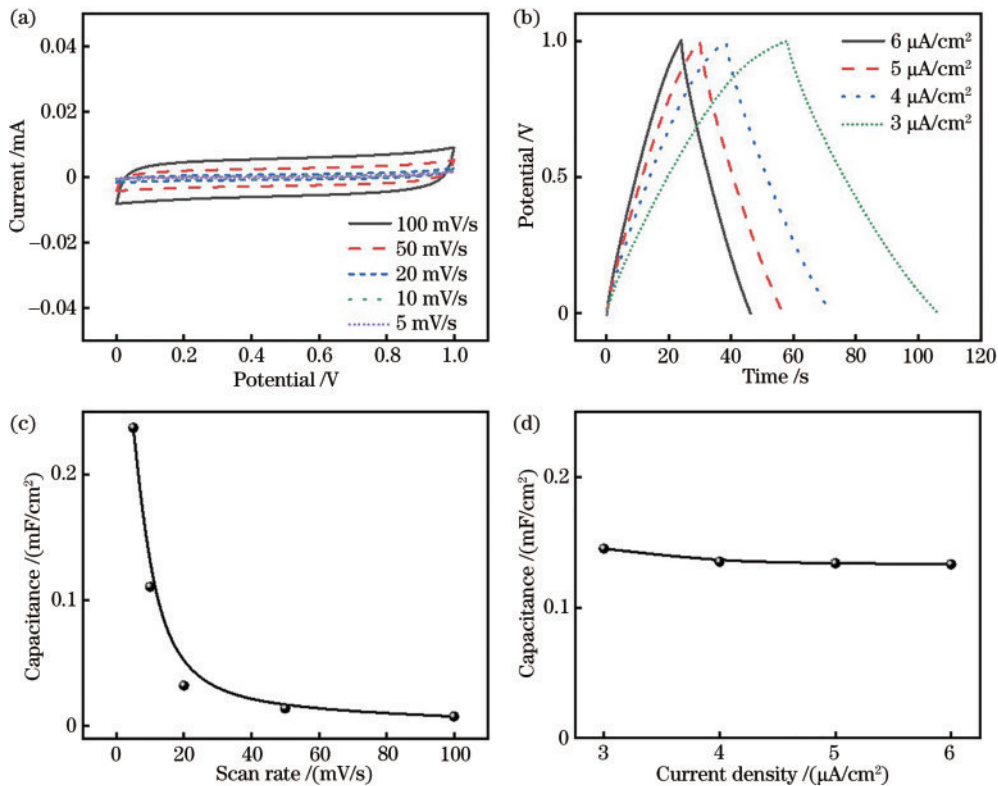 (a)
0.04
0.02
0
−0.02
−0.04
Current /mA
100 mV/s
50 mV/s
20 mV/s
10 mV/s
5 mV/s
0
0.2
0.4
0.6
0.8
1.0
Potential /V
(b)
1.0
0.5
0
Potential /V
6 μA/cm²
5 μA/cm²
4 μA/cm²
3 μA/cm²
0
20
40
60
80
100
120
Time /s
(c)
0.2
0.1
0
Capacitance /(mF/cm²)
0
20
40
60
80
100
Scan rate /(mV/s)
(d)
0.2
0.1
0
Capacitance /(mF/cm²)
3
4
5
6
Current density /(μA/cm²)